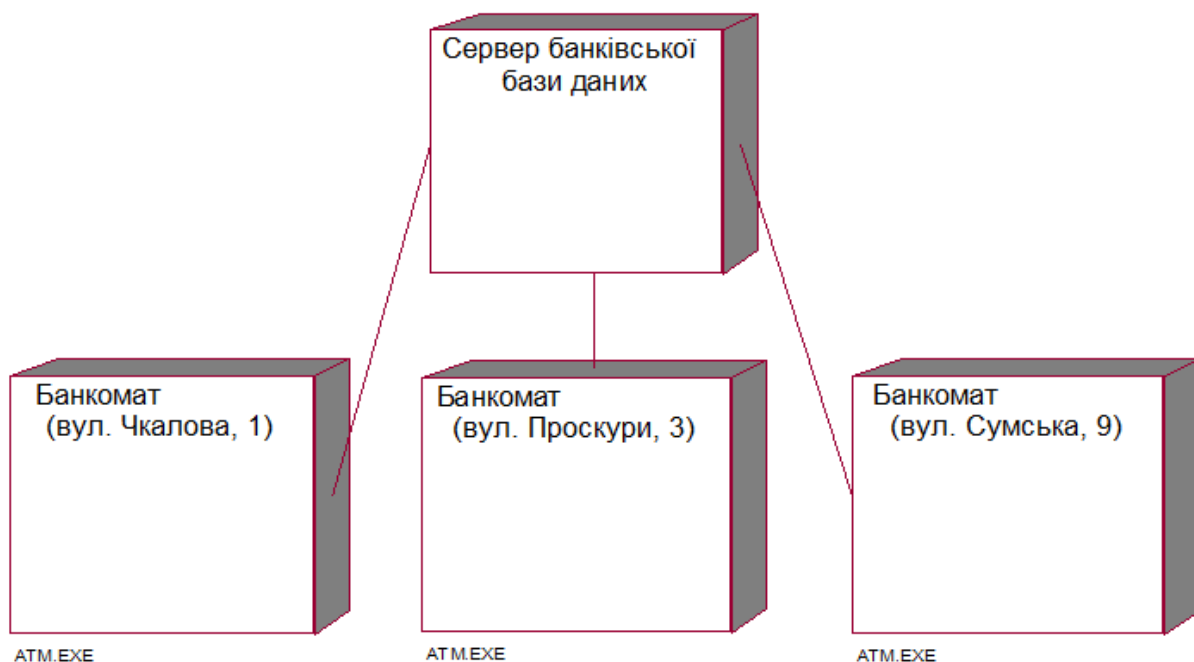 Сервер банківської
бази даних
Банкомат
(вул. Чкалова, 1)
Банкомат
(вул. Проскури, 3)
Банкомат
(вул. Сумська, 9)
ATM.EXE
ATM.EXE
ATM.EXE